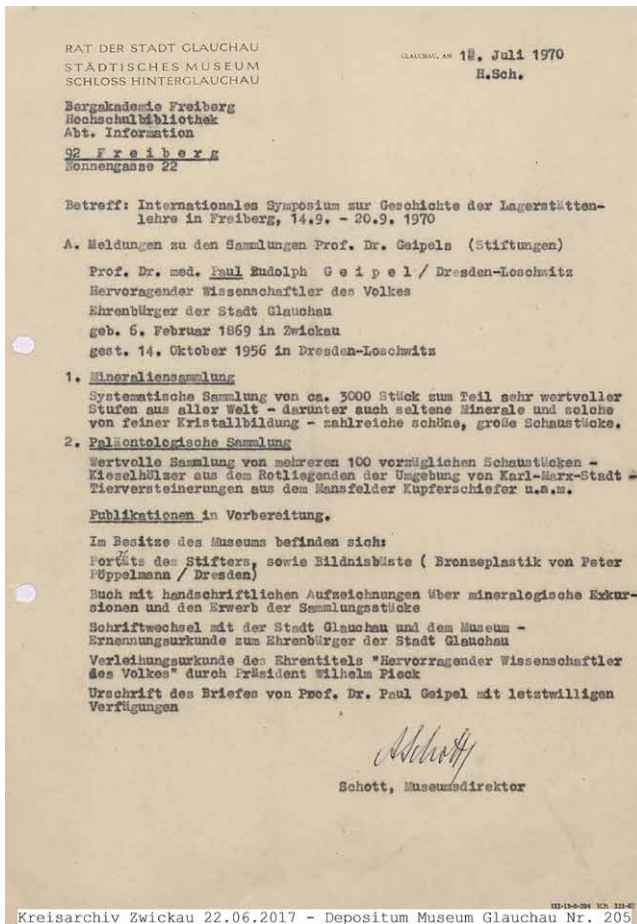 RAT DER STADT GLAUCHAU
STÄDTISCHES MUSEUM
SCHLOSS HINTERGLAUCHAU
GLAUCHAU, AM 18. Juli 1970
H.Sch.
Bergakademie Freiberg
Hochschulbibliothek
Abt. Information
92 F r e i b e r g
Nonnengasse 22
Betreff: Internationales Symposium zur Geschichte der Lagerstätten-
lehre in Freiberg, 14.9. - 20.9. 1970
A. Meldungen zu den Sammlungen Prof. Dr. Geipels (Stiftungen)
Prof. Dr. med. Paul Rudolph G e i p e l / Dresden-Loschwitz
Hervoragender Wissenschaftler des Volkes
Ehrenbürger der Stadt Glauchau
geb. 6. Februar 1869 in Zwickau
gest. 14. Oktober 1956 in Dresden-Loschwitz
1. Mineraliensammlung
Systematische Sammlung von ca. 3000 Stück zum Teil sehr wertvoller
Stufen aus aller Welt - darunter auch seltene Minerale und solche
von feiner Kristallbildung - zahlreiche schöne, große Schaustücke.
2. Paläontologische Sammlung
Wertvolle Sammlung von mehreren 100 vorzüglichen Schaustücken -
Kieselhölzer aus dem Rotliegenden der Umgebung von Karl-Marx-Stadt -
Tierversteinerungen aus dem Mansfelder Kupferschiefer u.a.m.
Publikationen in Vorbereitung.
Im Besitze des Museums befinden sich:
Porträts des Stifters, sowie Bildnisbüste ( Bronzeplastik von Peter
Pöppelmann / Dresden)
Buch mit handschriftlichen Aufzeichnungen über mineralogische Exkur-
sionen und den Erwerb der Sammlungsstücke
Schriftwechsel mit der Stadt Glauchau und dem Museum -
Ernennungsurkunde zum Ehrenbürger der Stadt Glauchau
Verleihungsurkunde des Ehrentitels "Hervorragender Wissenschaftler
des Volkes" durch Präsident Wilhelm Pieck
Urschrift des Briefes von Prof. Dr. Paul Geipel mit letztwilligen
Verfügungen
ASchott
Schott, Museumsdirektor
Kreisarchiv Zwickau 22.06.2017 - Depositum Museum Glauchau Nr. 205